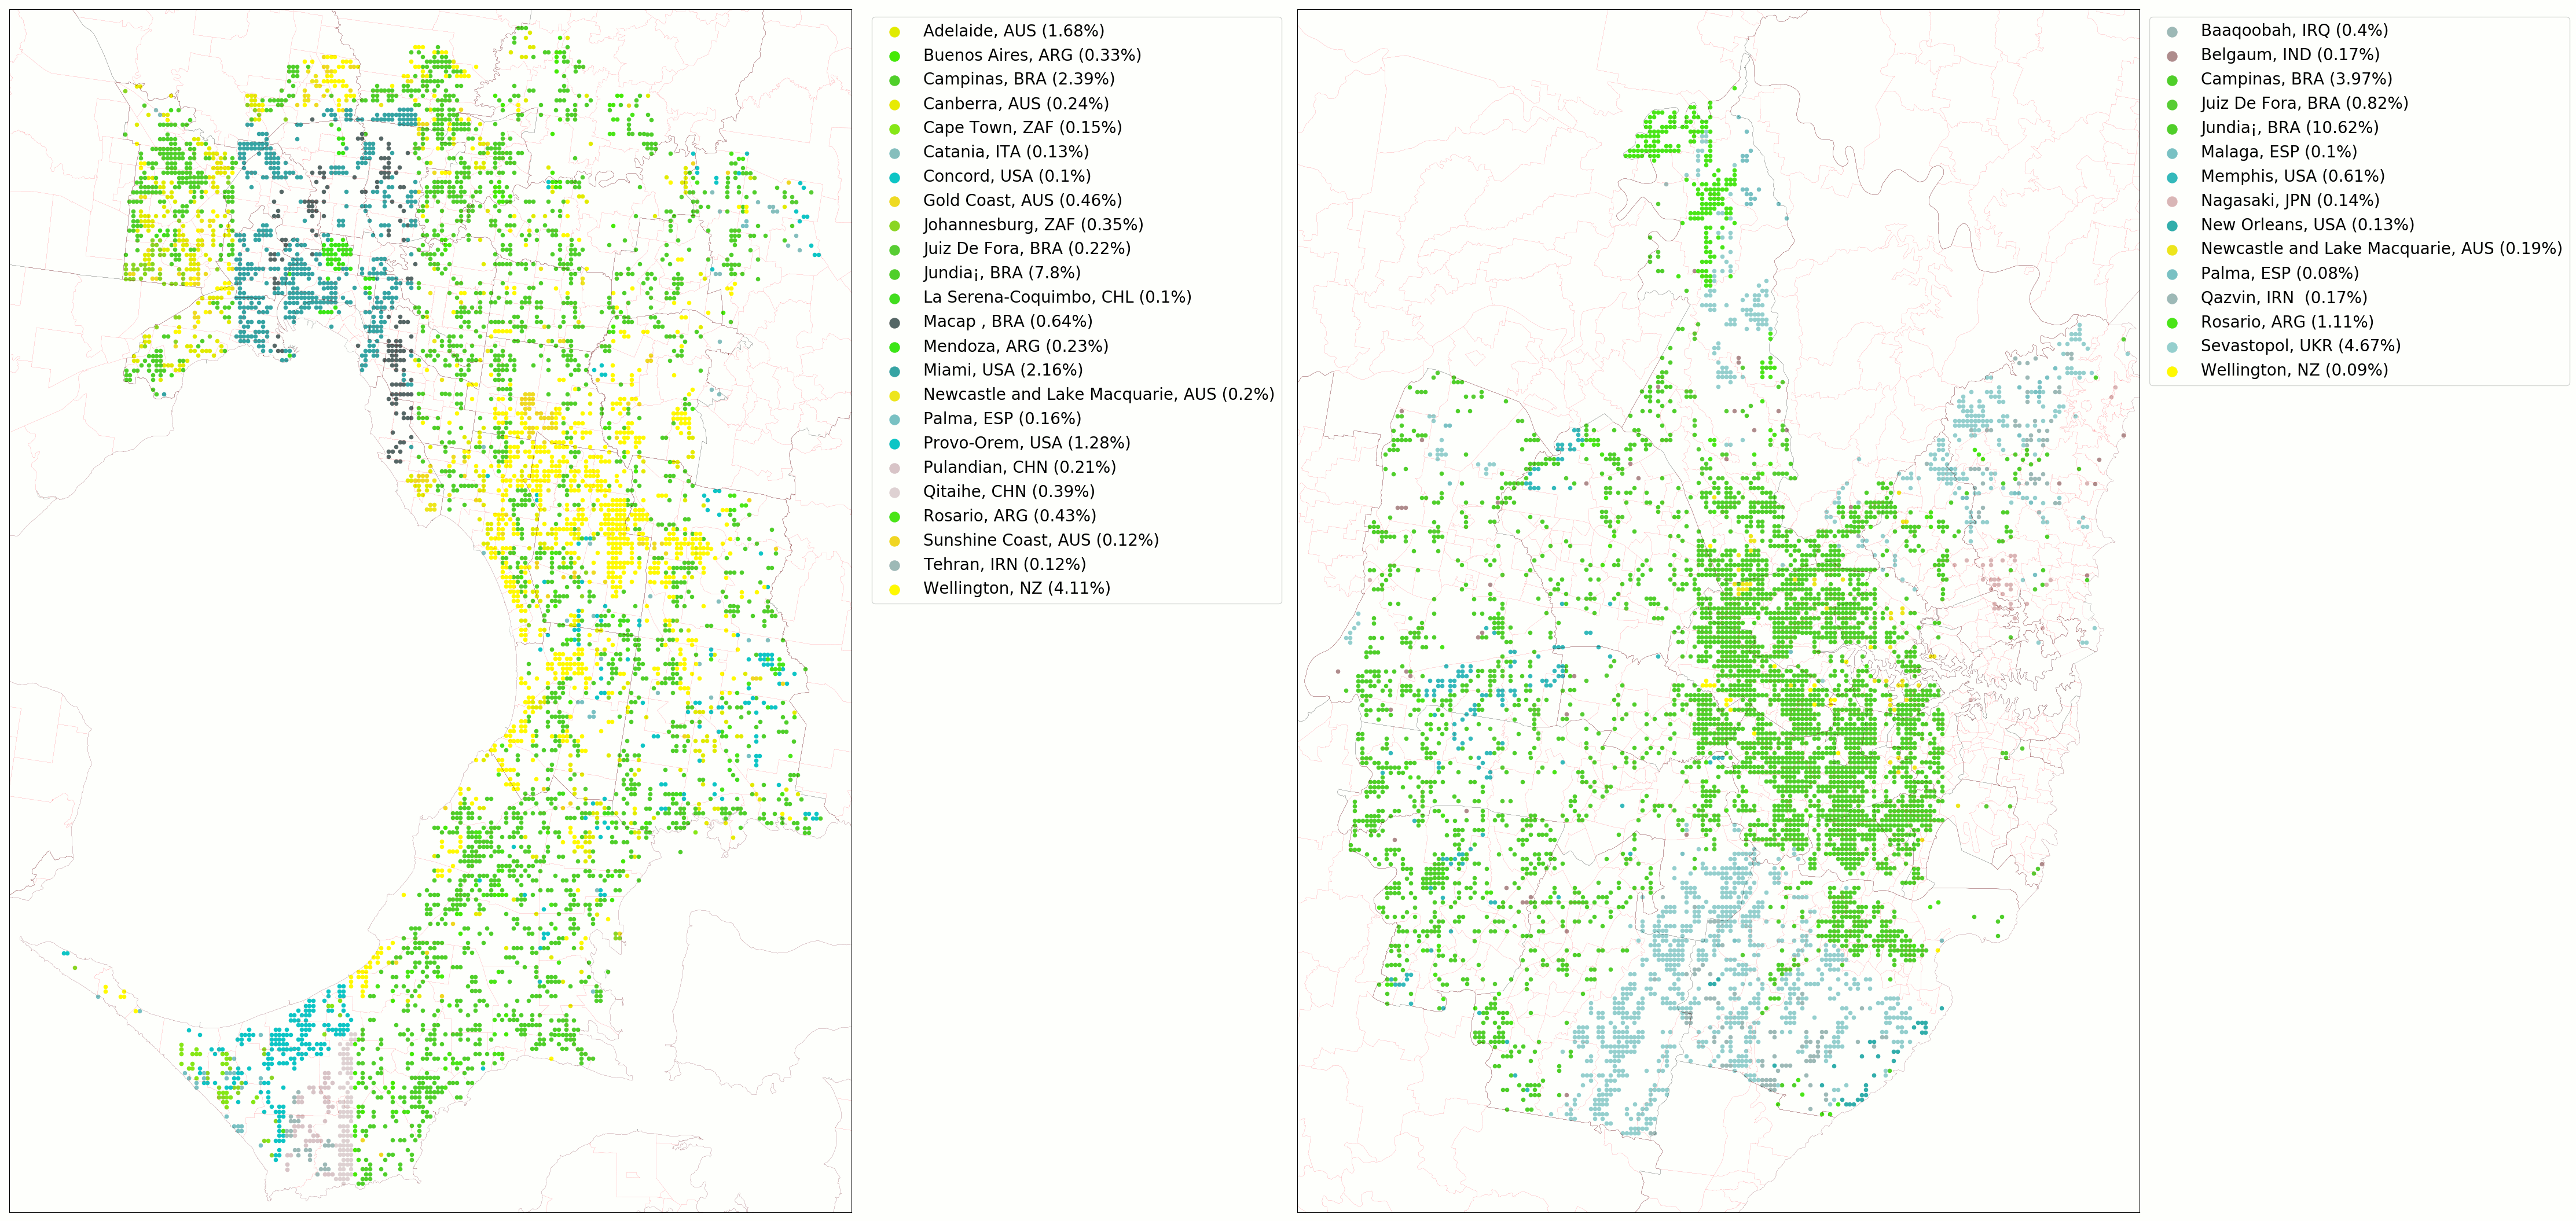 Adelaide, AUS (1.68%)
Buenos Aires, ARG (0.33%)
Campinas, BRA (2.39%)
Canberra, AUS (0.24%)
Cape Town, ZAF (0.15%)
Catania, ITA (0.13%)
Concord, USA (0.1%)
Gold Coast, AUS (0.46%)
Johannesburg, ZAF (0.35%)
Juiz De Fora, BRA (0.22%)
Jundia¡, BRA (7.8%)
La Serena-Coquimbo, CHL (0.1%)
Macap , BRA (0.64%)
Mendoza, ARG (0.23%)
Miami, USA (2.16%)
Newcastle and Lake Macquarie, AUS (0.2%)
Palma, ESP (0.16%)
Provo-Orem, USA (1.28%)
Pulandian, CHN (0.21%)
Qitaihe, CHN (0.39%)
Rosario, ARG (0.43%)
Sunshine Coast, AUS (0.12%)
Tehran, IRN (0.12%)
Wellington, NZ (4.11%)
Baaqoobah, IRQ (0.4%)
Belgaum, IND (0.17%)
Campinas, BRA (3.97%)
Juiz De Fora, BRA (0.82%)
Jundia¡, BRA (10.62%)
Malaga, ESP (0.1%)
Memphis, USA (0.61%)
Nagasaki, JPN (0.14%)
New Orleans, USA (0.13%)
Newcastle and Lake Macquarie, AUS (0.19%)
Palma, ESP (0.08%)
Qazvin, IRN  (0.17%)
Rosario, ARG (1.11%)
Sevastopol, UKR (4.67%)
Wellington, NZ (0.09%)